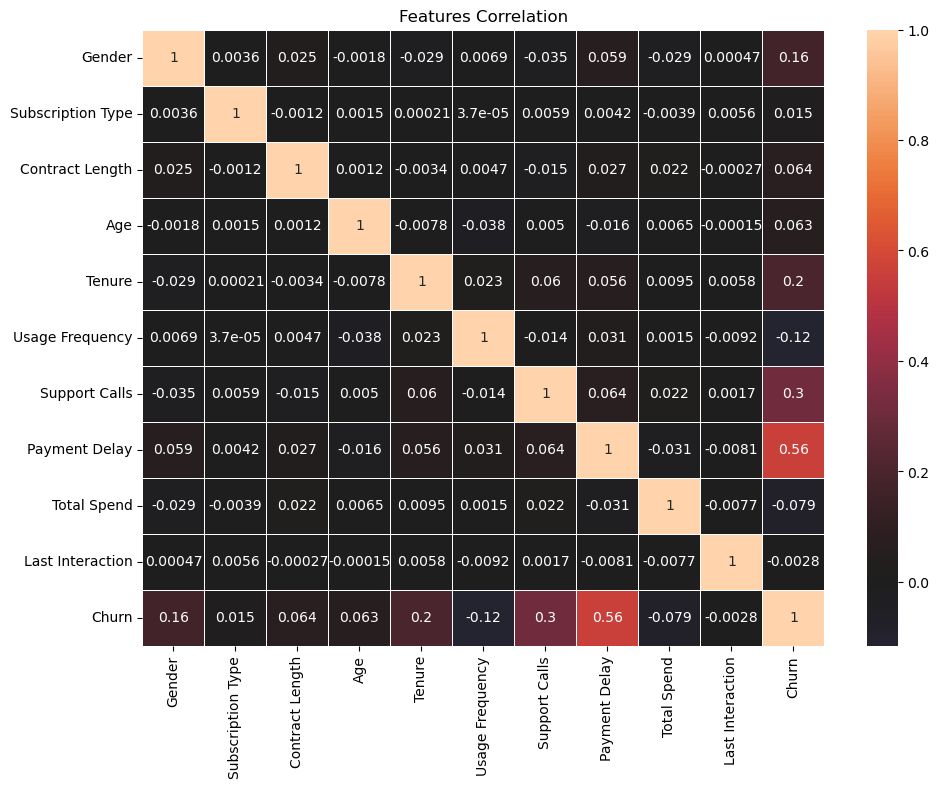 Features Correlation
Gender 1 0.0036 0.025 -0.0018 -0.029 0.0069 -0.035 0.059 -0.029 0.00047 0.16
Subscription Type 0.0036 1 -0.0012 0.0015 0.00021 3.7e-05 0.0059 0.0042 -0.0039 0.0056 0.015
Contract Length 0.025 -0.0012 1 0.0012 -0.0034 0.0047 -0.015 0.027 0.022 -0.00027 0.064
Age -0.0018 0.0015 0.0012 1 -0.0078 -0.038 0.005 -0.016 0.0065 -0.00015 0.063
Tenure -0.029 0.00021 -0.0034 -0.0078 1 0.023 0.06 0.056 0.0095 0.0058 0.2
Usage Frequency 0.0069 3.7e-05 0.0047 -0.038 0.023 1 -0.014 0.031 0.0015 -0.0092 -0.12
Support Calls -0.035 0.0059 -0.015 0.005 0.06 -0.014 1 0.064 0.022 0.0017 0.3
Payment Delay 0.059 0.0042 0.027 -0.016 0.056 0.031 0.064 1 -0.031 -0.0081 0.56
Total Spend -0.029 -0.0039 0.022 0.0065 0.0095 0.0015 0.022 -0.031 1 -0.0077 -0.079
Last Interaction 0.00047 0.0056 -0.00027 -0.00015 0.0058 -0.0092 0.0017 -0.0081 -0.0077 1 -0.0028
Churn 0.16 0.015 0.064 0.063 0.2 -0.12 0.3 0.56 -0.079 -0.0028 1
Gender
Subscription Type
Contract Length
Age
Tenure
Usage Frequency
Support Calls
Payment Delay
Total Spend
Last Interaction
Churn
1.0
0.8
0.6
0.4
0.2
0.0